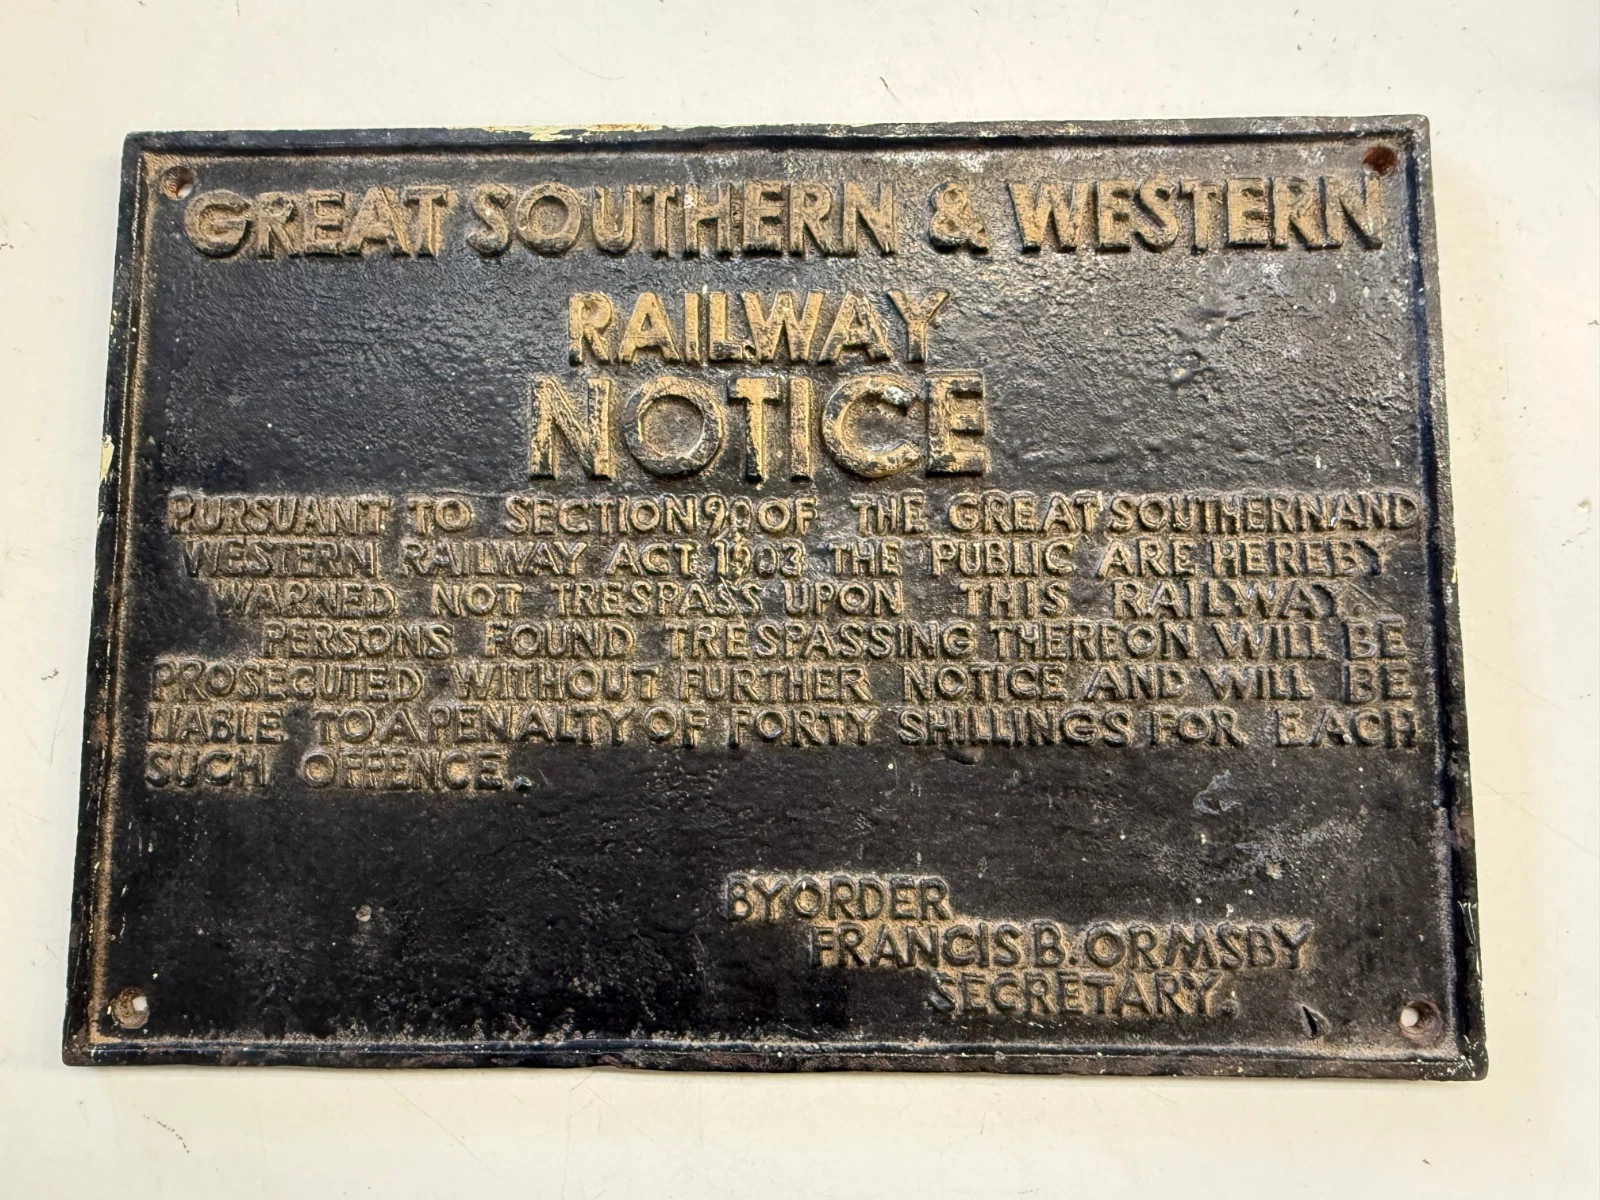 GREAT SOUTHERN & WESTERN
RAILWAY
NOTICE
PURSUANT TO SECTION 99 OF THE GREAT SOUTHERN AND
WESTERN RAILWAY ACT 1903 THE PUBLIC ARE HEREBY
WARNED NOT TRESPASS UPON THIS RAILWAY.
PERSONS FOUND TRESPASSING THEREON WILL BE
PROSECUTED WITHOUT FURTHER NOTICE AND WILL BE
LIABLE TO A PENALTY OF FORTY SHILLINGS FOR EACH
SUCH OFFENCE.
BY ORDER
FRANCIS B. ORMSBY
SECRETARY.